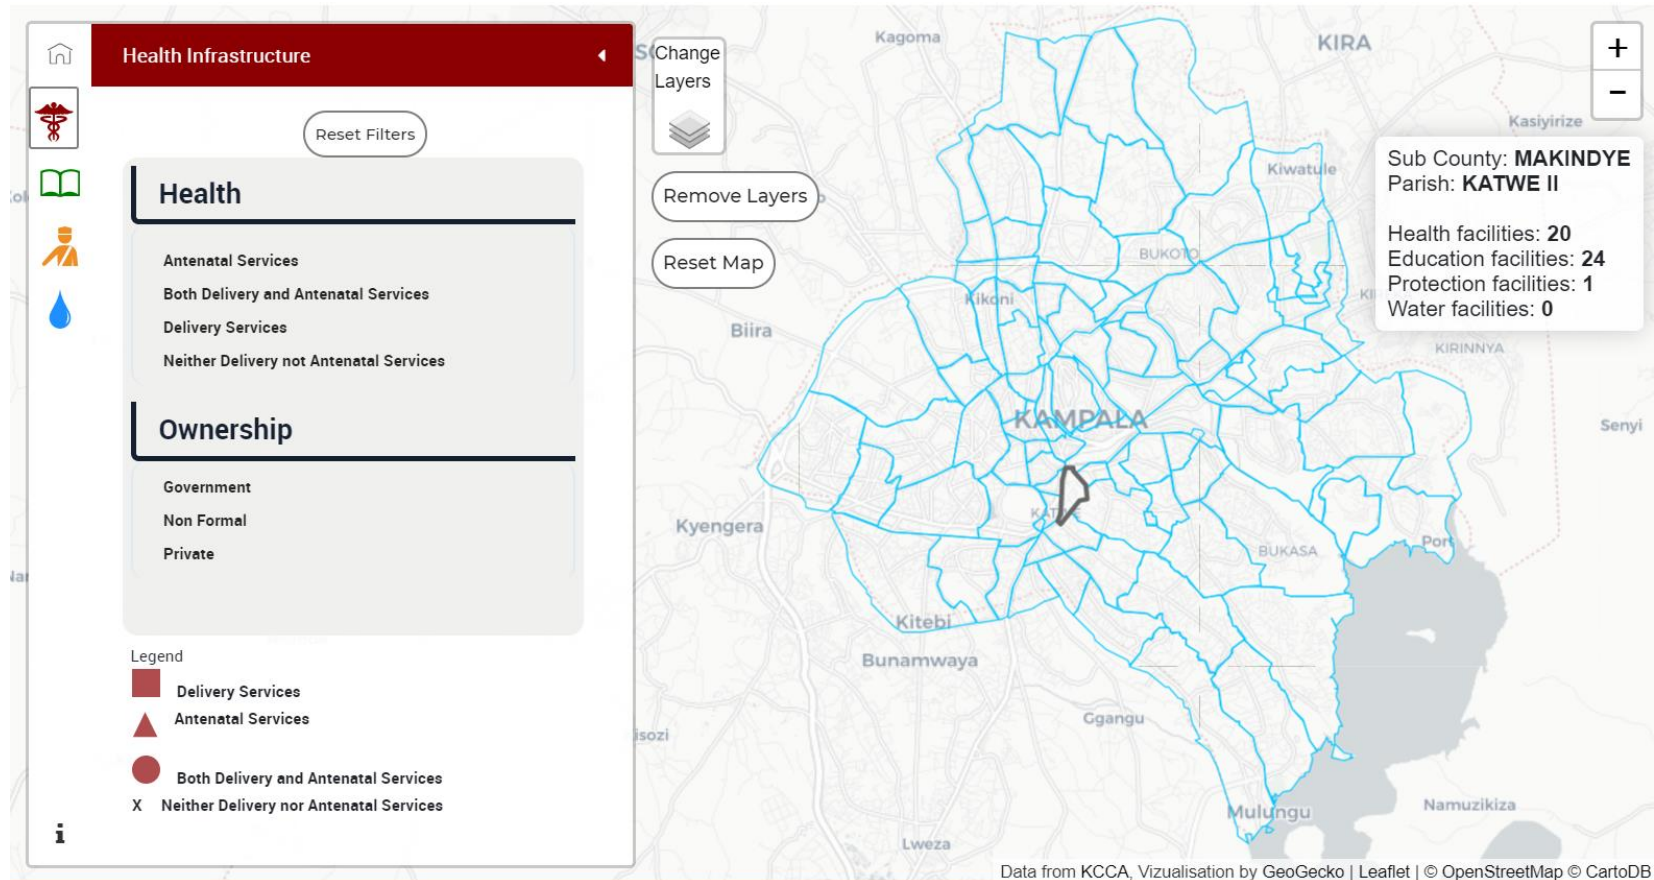 Health Infrastructure
Reset Filters
Health
Antenatal Services
Both Delivery and Antenatal Services
Delivery Services
Neither Delivery not Antenatal Services
Ownership
Government
Non Formal
Private
Legend
Delivery Services
Antenatal Services
Both Delivery and Antenatal Services
X Neither Delivery nor Antenatal Services
i
Change
Layers
Remove Layers
Reset Map
+
−
Sub County: MAKINDYE
Parish: KATWE II
Health facilities: 20
Education facilities: 24
Protection facilities: 1
Water facilities: 0
Kagoma
KIRA
Kasiyirize
Kiwatule
BUKOTO
Kikoni
Biira
KIRINNYA
KAMPALA
Senyi
Kyengera
BUKASA
Port
Kitebi
Bunamwaya
Ggangu
Mulungu
Namuzikiza
Lweza
Data from KCCA, Vizualisation by GeoGecko | Leaflet | © OpenStreetMap © CartoDB